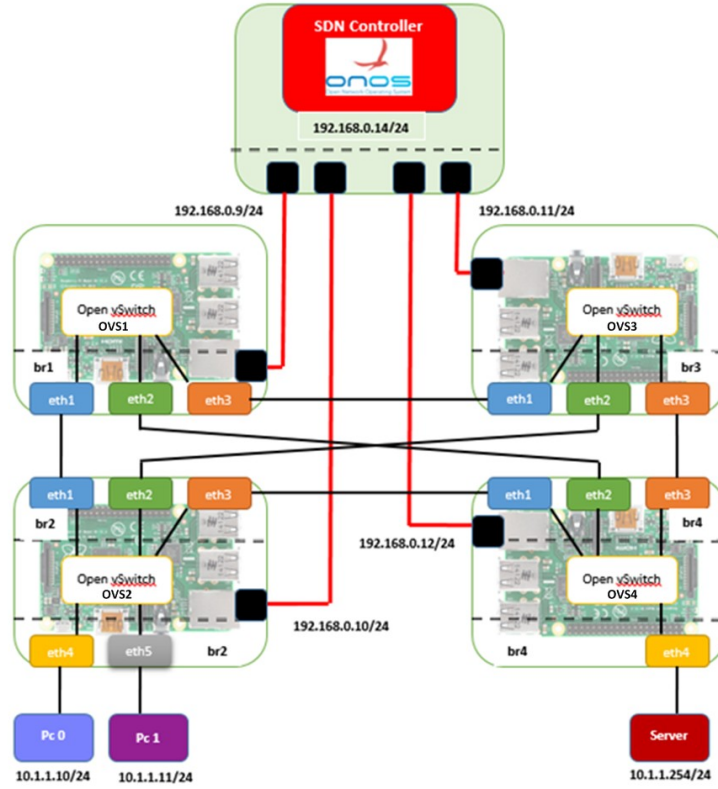 SDN Controller
onos
Open Network Operating System
192.168.0.14/24
192.168.0.9/24
192.168.0.11/24
Open vSwitch
OVS1
Open vSwitch
OVS3
br1
br3
eth1
eth2
eth3
eth1
eth2
eth3
eth1
eth2
eth3
eth1
eth2
eth3
br2
br4
192.168.0.12/24
Open vSwitch
OVS2
Open vSwitch
OVS4
192.168.0.10/24
eth4
eth5
br2
br4
eth4
Pc 0
Pc 1
Server
10.1.1.10/24
10.1.1.11/24
10.1.1.254/24